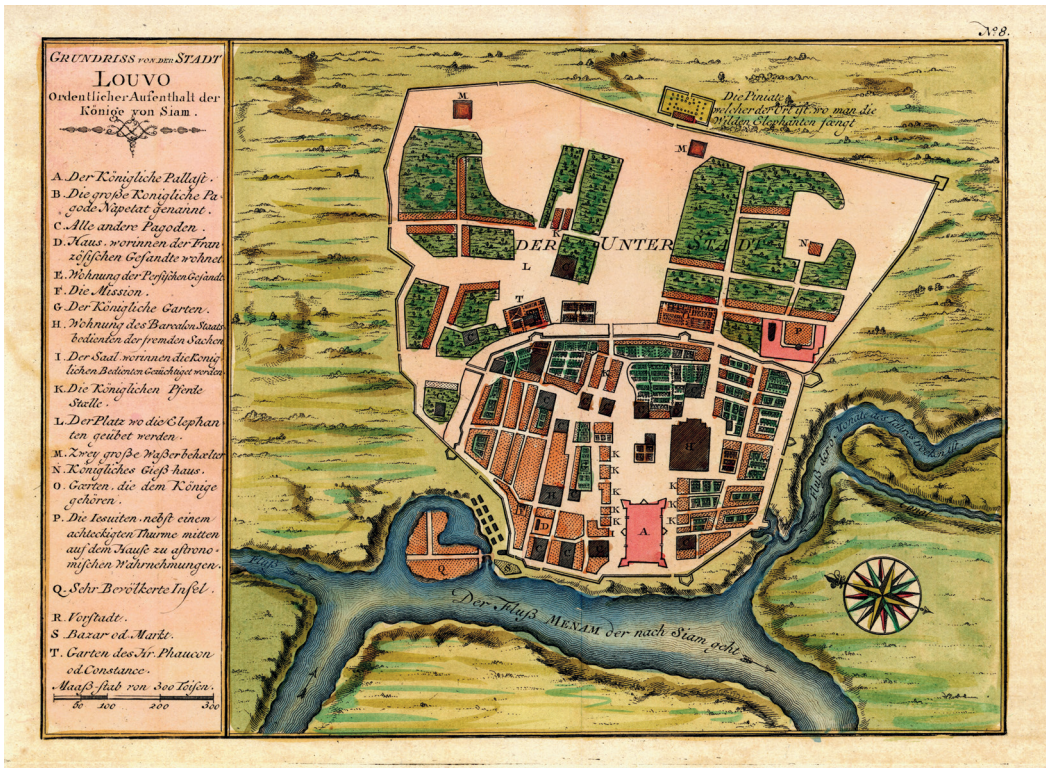 Nº 8.
GRUNDRISS VON DER STADT
LOUVO
Ordentlicher Aufenthalt der
Könige von Siam.
A. Der Königliche Pallast.
B. Die große Königliche Pa-
gode Napetat genannt.
C. Alle andere Pagoden.
D. Haus, worinnen der Fran-
zösischen Gesandte wohnet
E. Wohnung der Persischen Gesandt.
F. Die Mission.
G. Der Königliche Garten.
H. Wohnung des Barcalon Staats-
bedienten der fremden Sachen
I. Der Saal worinnen die König-
lichen Bedienten Gezüchtiget werden
K. Die Königlichen Pferde
Stælle.
L. Der Platz wo die Elephan-
ten geübet werden.
M. Zwey große Waßerbehælter
N. Königliches Gieß-haus.
O. Gærten, die dem Könige
gehören.
P. Die Iesuiten, nebst einem
achteckigten Thurme mitten
auf dem Hause zu astrono-
mischen Wahrnehmungen.
Q. Sehr Bevölkerte Insel.
R. Vorstadt.
S. Bazar od. Markt.
T. Garten des Hr. Phaucon
od. Constance.
Maaß-stab von 300 Toisen.
50 100 200 300
M
Die Piniate
welcher der Ort ist, wo man die
Wilden Elephanten fængt
M
K
DER UNTER STADT
N
L
T
P
C
K
H
K
K
K
H
D
K
K
K
I
A
Q
S
Fluß
Der Fluß MENAM der nach Siam geht